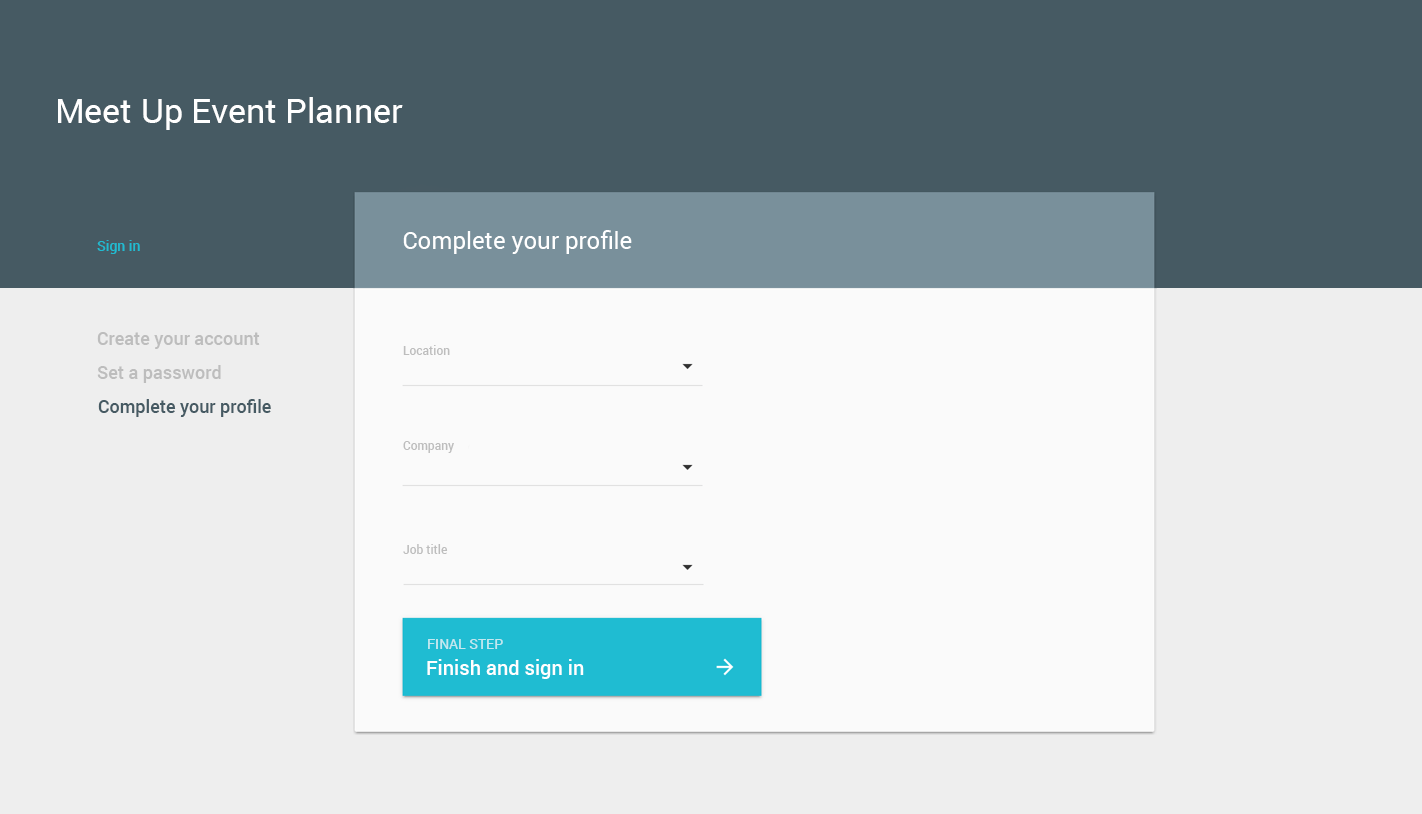 Meet Up Event Planner
Sign in
Create your account
Set a password
Complete your profile
Complete your profile
Location
Company
Job title
FINAL STEP
Finish and sign in